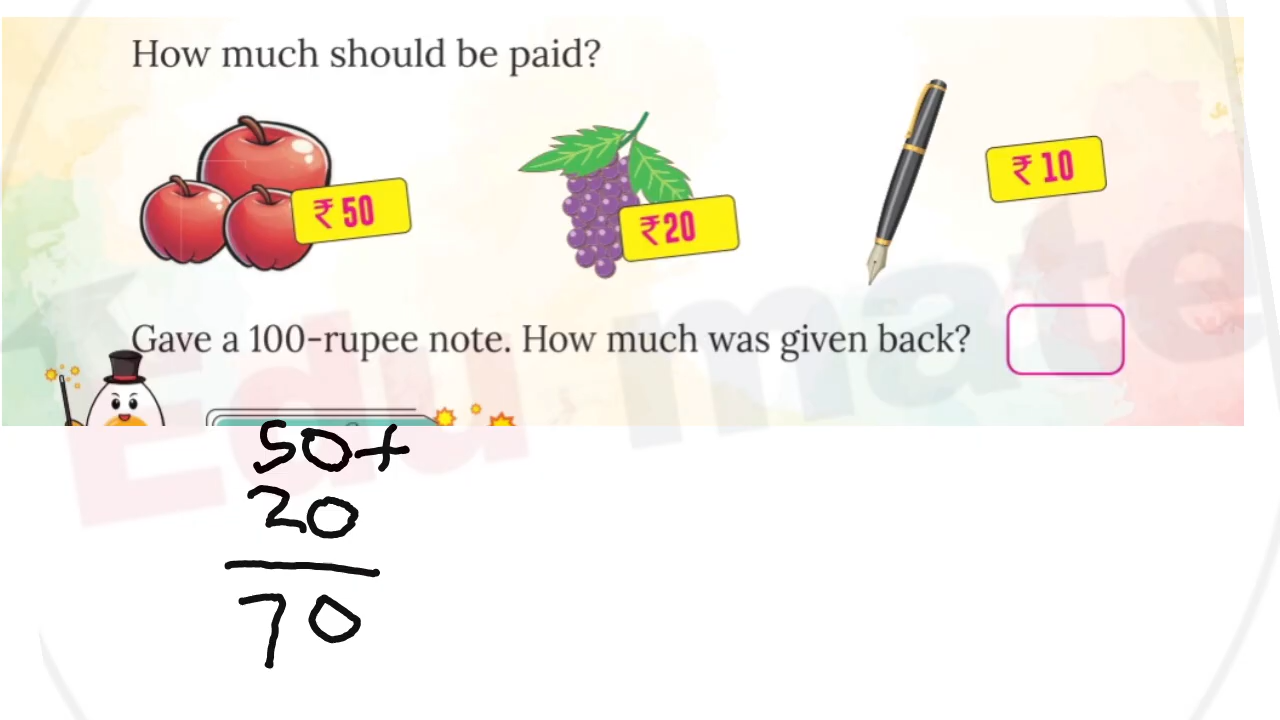 How much should be paid?
₹ 50
₹20
₹ 10
Gave a 100-rupee note. How much was given back?
50+
20
70
Edumate